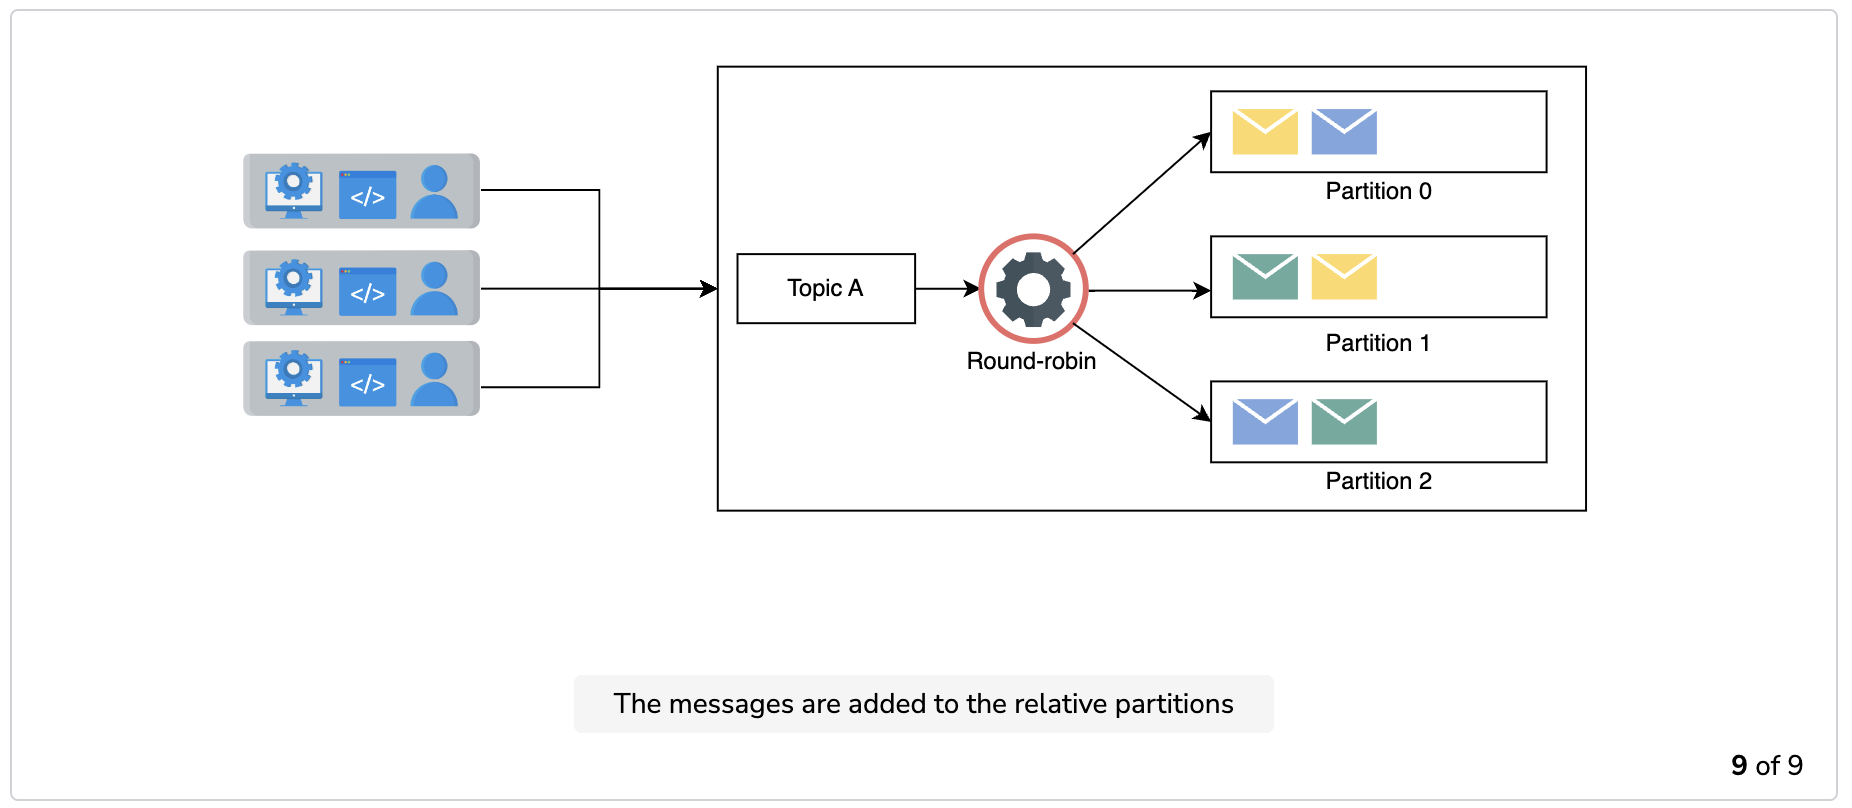 </>
</>
</>
Topic A
Round-robin
Partition 0
Partition 1
Partition 2
The messages are added to the relative partitions
9 of 9